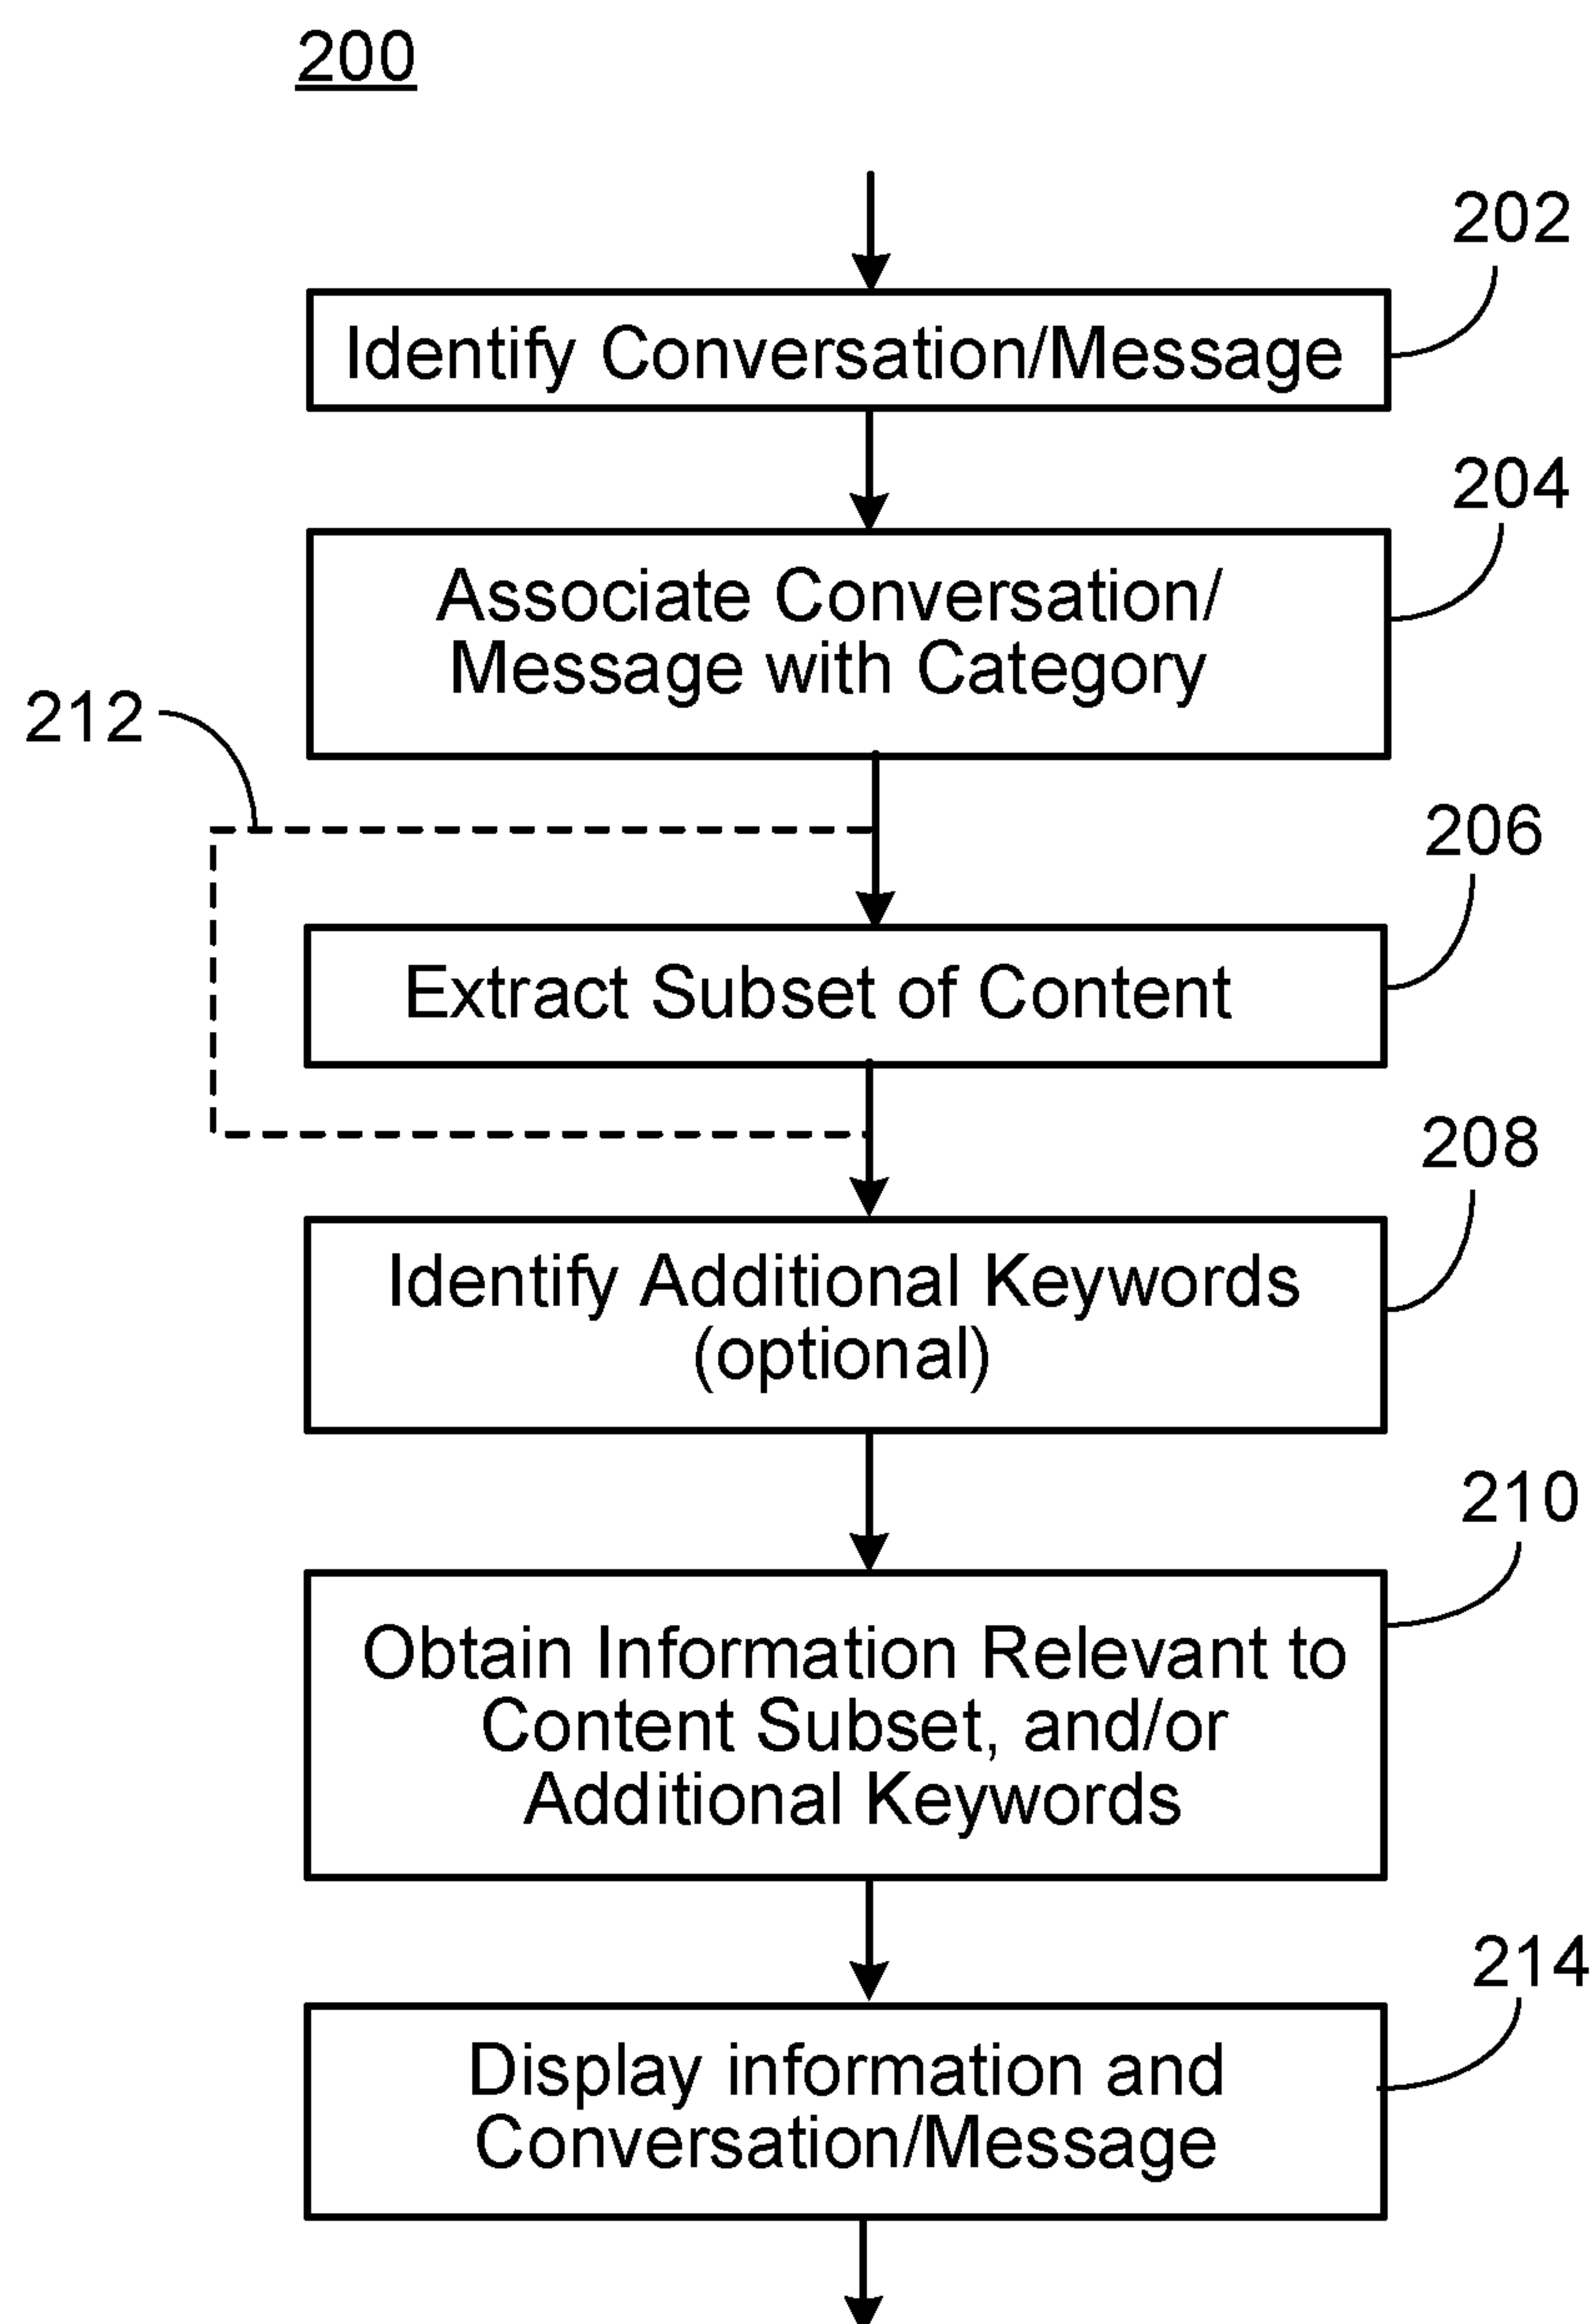 200
202
Identify Conversation/Message
204
Associate Conversation/
Message with Category
212
206
Extract Subset of Content
208
Identify Additional Keywords
(optional)
210
Obtain Information Relevant to
Content Subset, and/or
Additional Keywords
214
Display information and
Conversation/Message